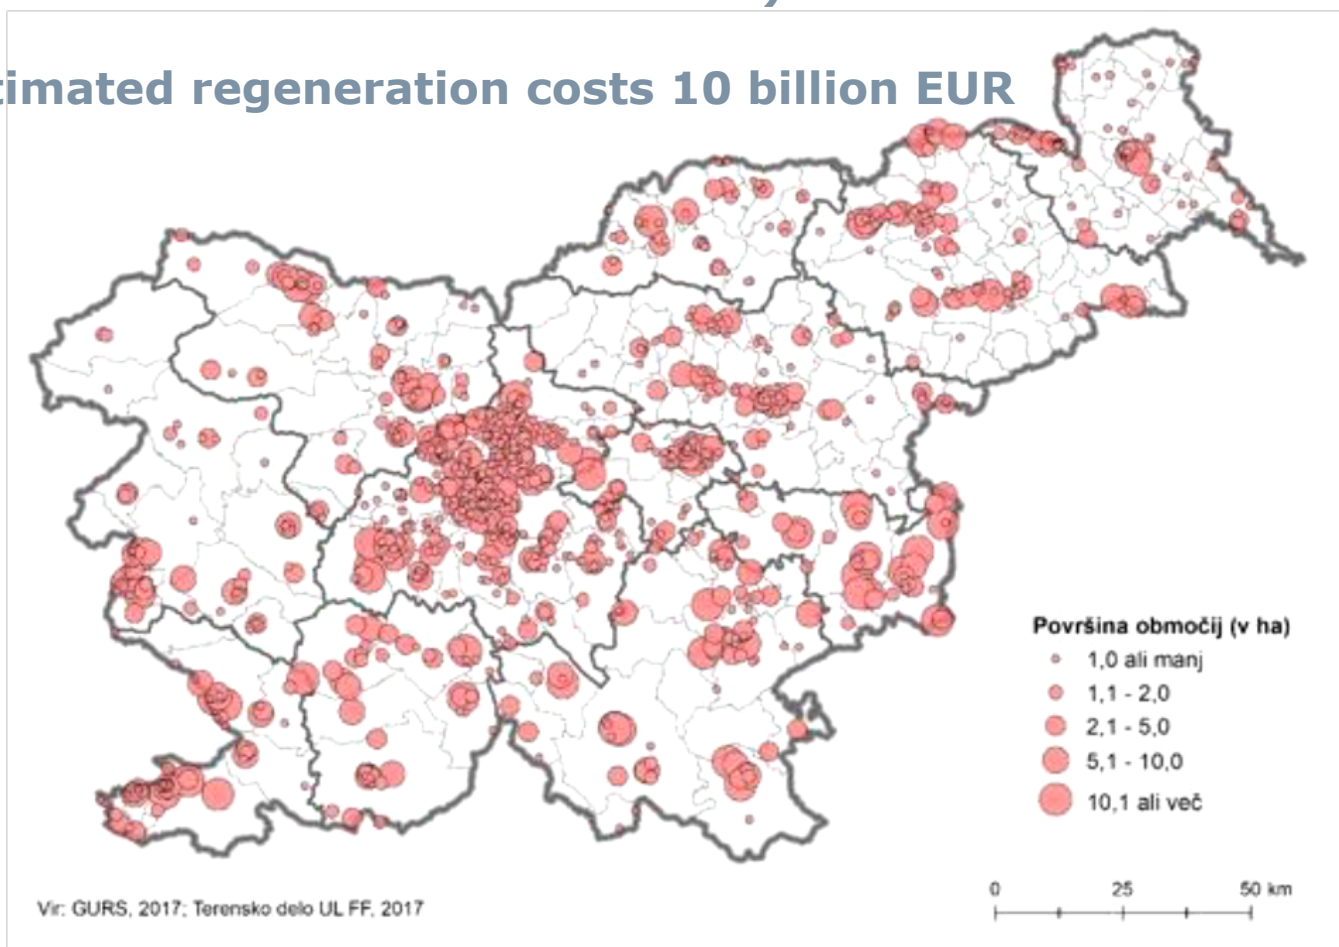 timated regeneration costs 10 billion EUR
Površina območij (v ha)
1,0 ali manj
1,1 - 2,0
2,1 - 5,0
5,1 - 10,0
10,1 ali več
0 25 50 km
Vir: GURS, 2017; Terensko delo UL FF, 2017